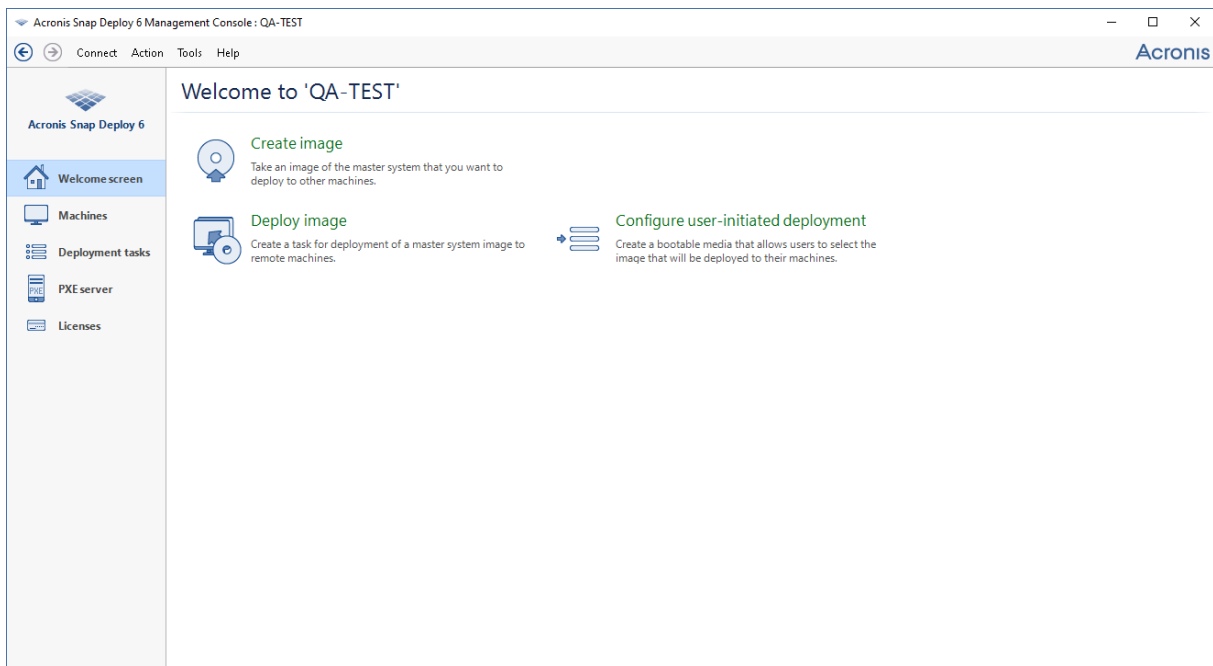 Acronis Snap Deploy 6 Management Console : QA-TEST
Connect Action Tools Help
Acronis
Acronis Snap Deploy 6
Welcome screen
Machines
Deployment tasks
PXE
PXE server
Licenses
Welcome to 'QA-TEST'
Create image
Take an image of the master system that you want to
deploy to other machines.
Deploy image
Create a task for deployment of a master system image to
remote machines.
Configure user-initiated deployment
Create a bootable media that allows users to select the
image that will be deployed to their machines.